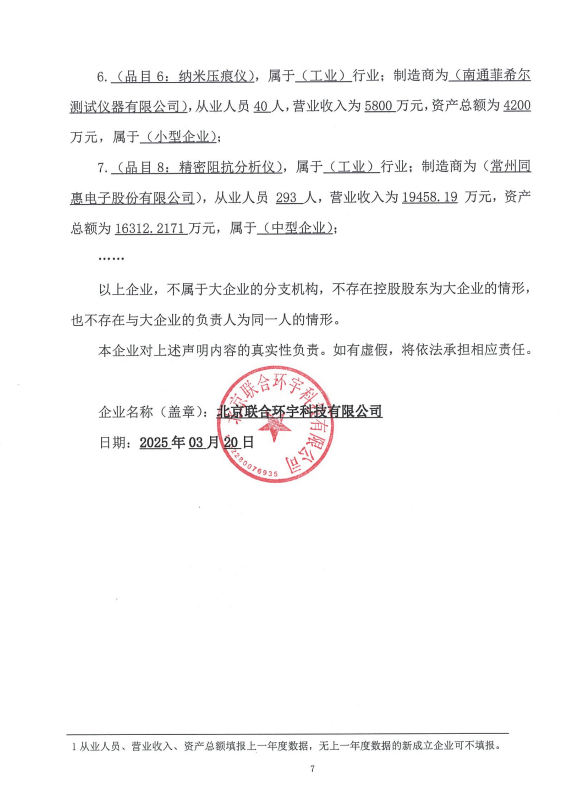 6.（品目 6：纳米压痕仪），属于（工业）行业；制造商为（南通菲希尔
测试仪器有限公司），从业人员 40 人，营业收入为 5800 万元，资产总额为 4200
万元，属于（小型企业）；
7.（品目 8：精密阻抗分析仪），属于（工业）行业；制造商为（常州同
惠电子股份有限公司），从业人员 293 人，营业收入为 19458.19 万元，资产
总额为 16312.2171 万元，属于（中型企业）；
……
以上企业，不属于大企业的分支机构，不存在控股股东为大企业的情形，
也不存在与大企业的负责人为同一人的情形。
本企业对上述声明内容的真实性负责。如有虚假，将依法承担相应责任。
企业名称（盖章）：北京联合环宇科技有限公司
日期：2025 年 03 月 20 日
北京联合环宇科技有限公司
1 从业人员、营业收入、资产总额填报上一年度数据，无上一年度数据的新成立企业可不填报。
7